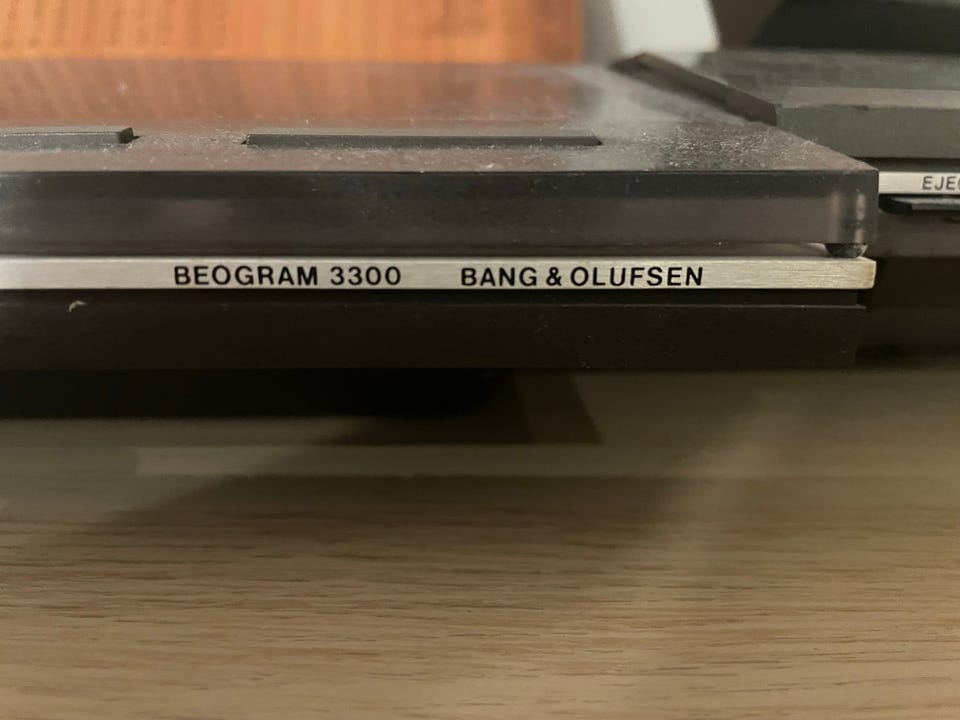 BEOGRAM 3300 BANG & OLUFSEN